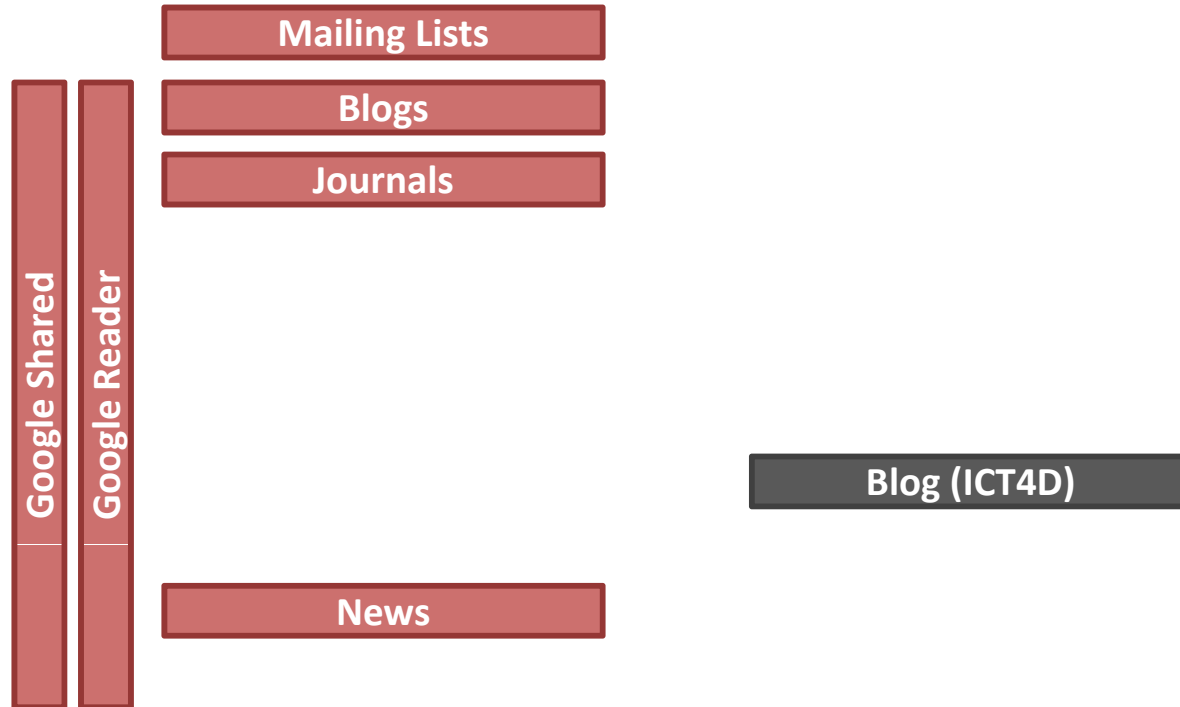 Mailing Lists
Blogs
Journals
Google Shared
Google Reader
Blog (ICT4D)
News